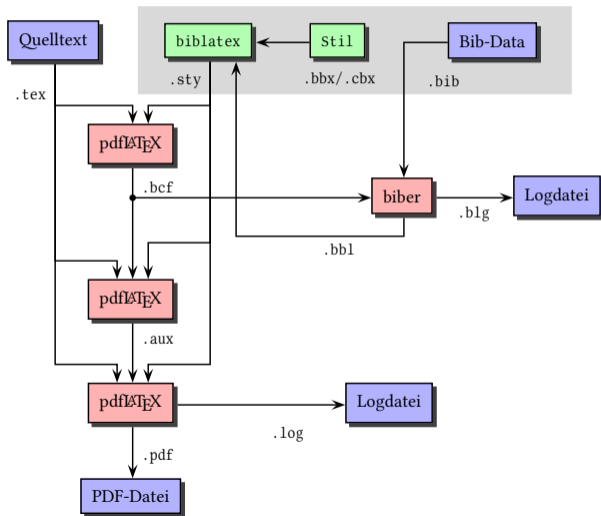 Quelltext
biblatex
Stil
Bib-Data
.sty
.bbx/.cbx
.bib
.tex
pdfLATEX
.bcf
biber
Logdatei
.blg
.bbl
pdfLATEX
.aux
pdfLATEX
Logdatei
.log
.pdf
PDF-Datei